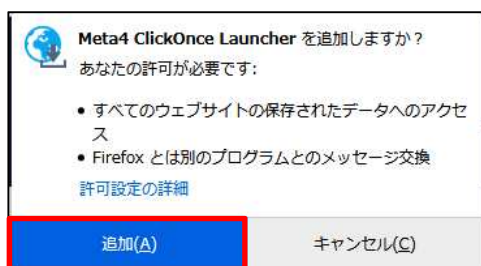 Meta4 ClickOnce Launcher を追加しますか？
あなたの許可が必要です:
• すべてのウェブサイトの保存されたデータへのアクセ
ス
• Firefox とは別のプログラムとのメッセージ交換
許可設定の詳細
追加(A)
キャンセル(C)